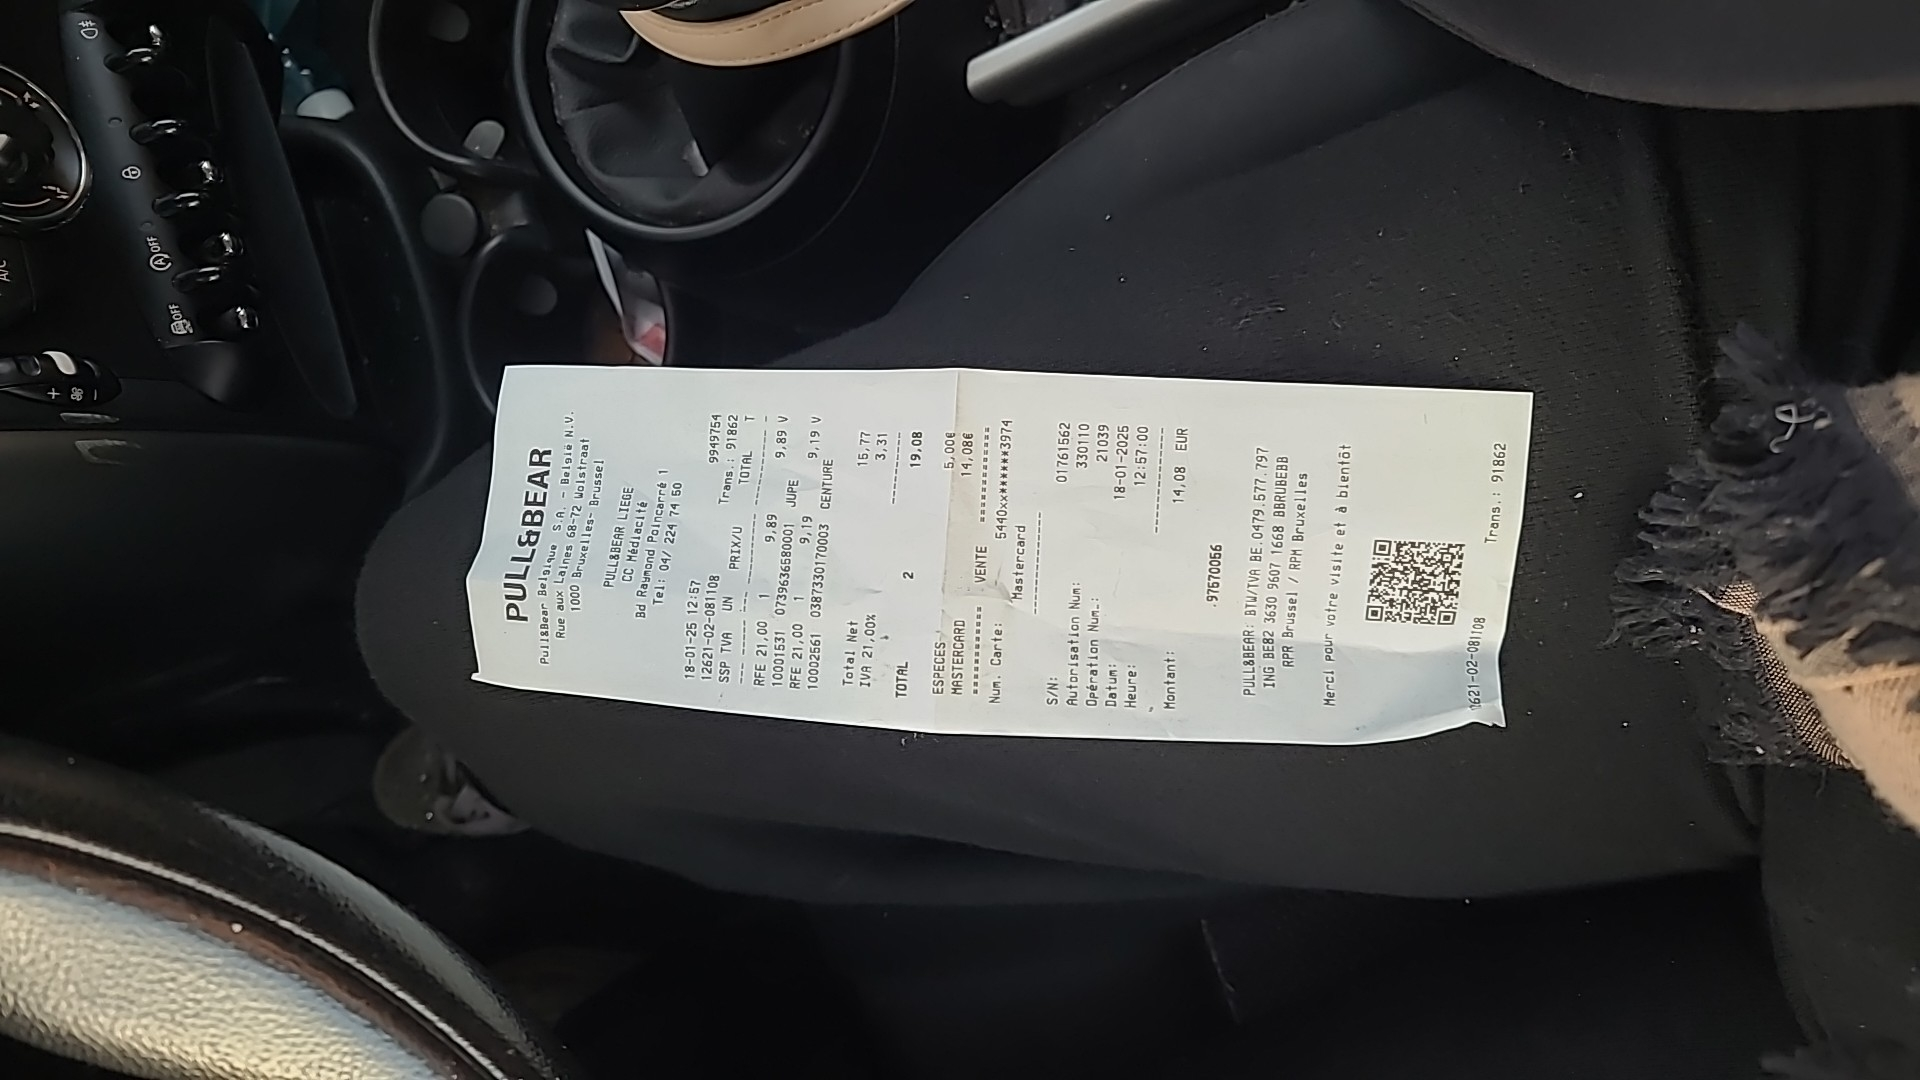 PULL&BEAR
Pull&Bear Belgique S.A. - België N.V.
Rue aux Laines 68-72 Wolstraat
1000 Bruxelles- Brussel
PULL&BEAR LIEGE
CC Médiacité
Bd Raymond Poincarré 1
Tel: 04/ 224 74 50
18-01-25 12:57 9949754
12621-02-081108 Trans.: 91862
SSP TVA UN PRIX/U TOTAL T
RFE 21,00 1 9,89 9,89 V
10001531 07396365800001 JUPE
RFE 21,00 1 9,19 9,19 V
10002561 0387330170003 CENTURE
Total Net 15,77
IVA 21,00% 3,31
TOTAL 2 19,08
ESPECES 5,00€
MASTERCARD 14,08€
============ VENTE ============
Num. Carte: 5440xx******3974
Mastercard
S/N: 01761562
Autorisation Num: 330110
Opération Num.: 21039
Datum: 18-01-2025
Heure: 12:57:00
Montant: 14,08 EUR
.97670056
PULL&BEAR: BTW/TVA BE.0479.577.797
ING BE82 3630 9607 1668 BBRUBEBB
RPR Brussel / RPM Bruxelles
Merci pour votre visite et à bientôt
621-02-081108 Trans.: 91862
A/C
OFF
OFF
+
-